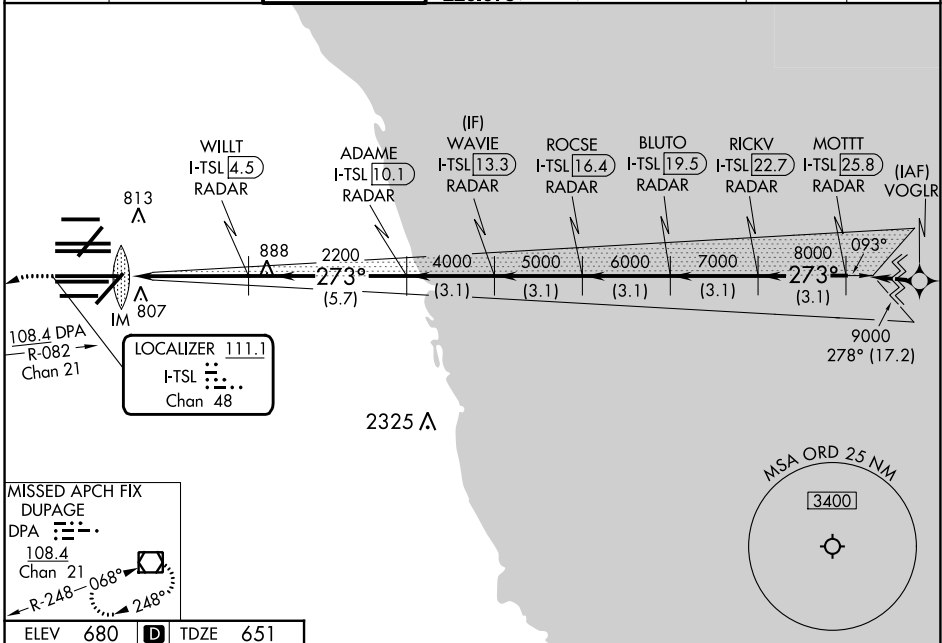 (IF)
WILLT
I-TSL 4.5
RADAR
ADAME
I-TSL 10.1
RADAR
WAVIE
I-TSL 13.3
RADAR
ROCSE
I-TSL 16.4
RADAR
BLUTO
I-TSL 19.5
RADAR
RICKV
I-TSL 22.7
RADAR
MOTTT
I-TSL 25.8
RADAR
(IAF)
VOGLR
813
888
2200
4000
5000
6000
7000
8000
093°
273°
273°
(5.7)
(3.1)
(3.1)
(3.1)
(3.1)
(3.1)
807
IM
9000
278° (17.2)
108.4 DPA
R-082
Chan 21
LOCALIZER 111.1
I-TSL
Chan 48
2325
MSA ORD 25 NM
3400
MISSED APCH FIX
DUPAGE
DPA
108.4
Chan 21
R-248
068°
248°
ELEV 680 D TDZE 651